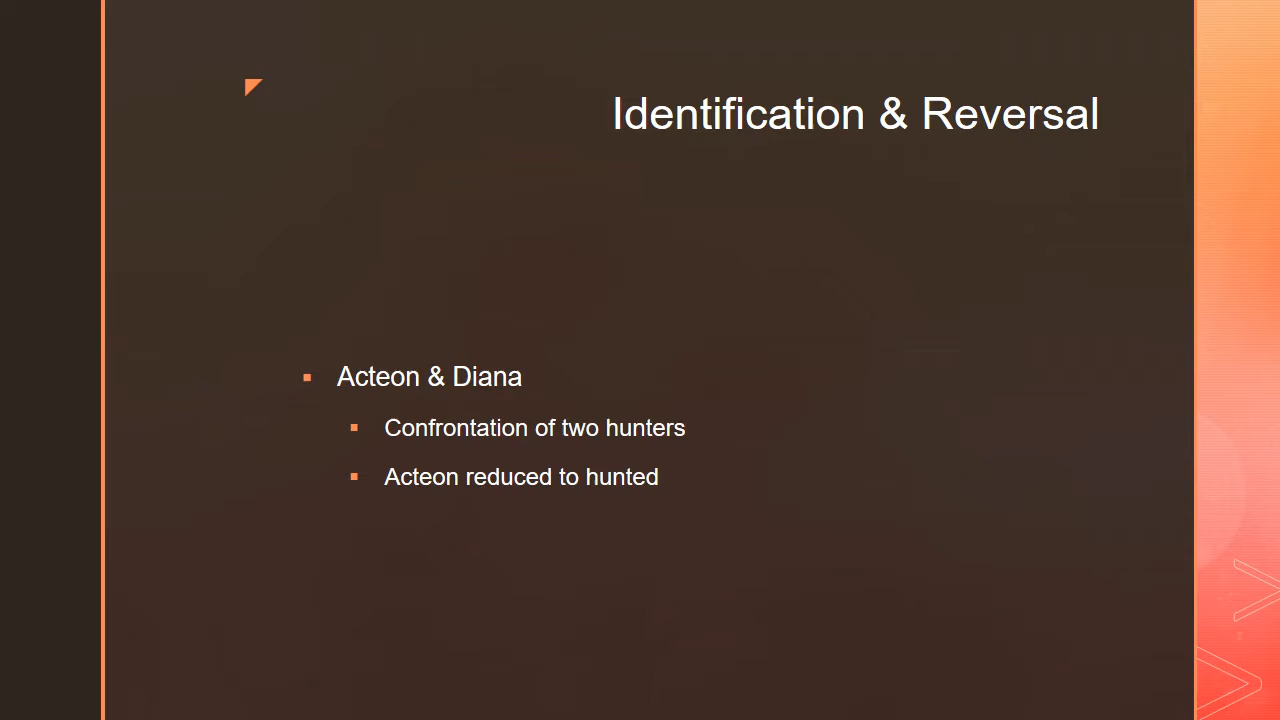 Identification & Reversal
Acteon & Diana
Confrontation of two hunters
Acteon reduced to hunted